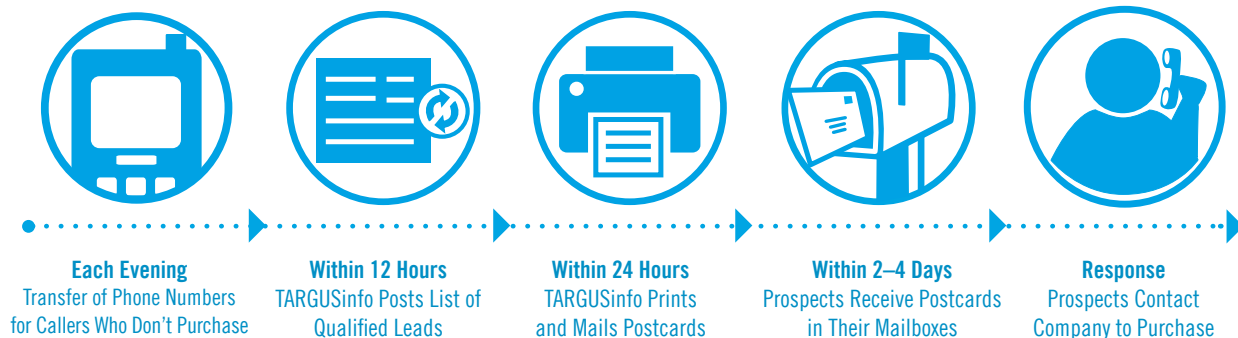 Each Evening
Transfer of Phone Numbers
for Callers Who Don’t Purchase
Within 12 Hours
TARGUSinfo Posts List of
Qualified Leads
Within 24 Hours
TARGUSinfo Prints
and Mails Postcards
Within 2–4 Days
Prospects Receive Postcards
in Their Mailboxes
Response
Prospects Contact
Company to Purchase